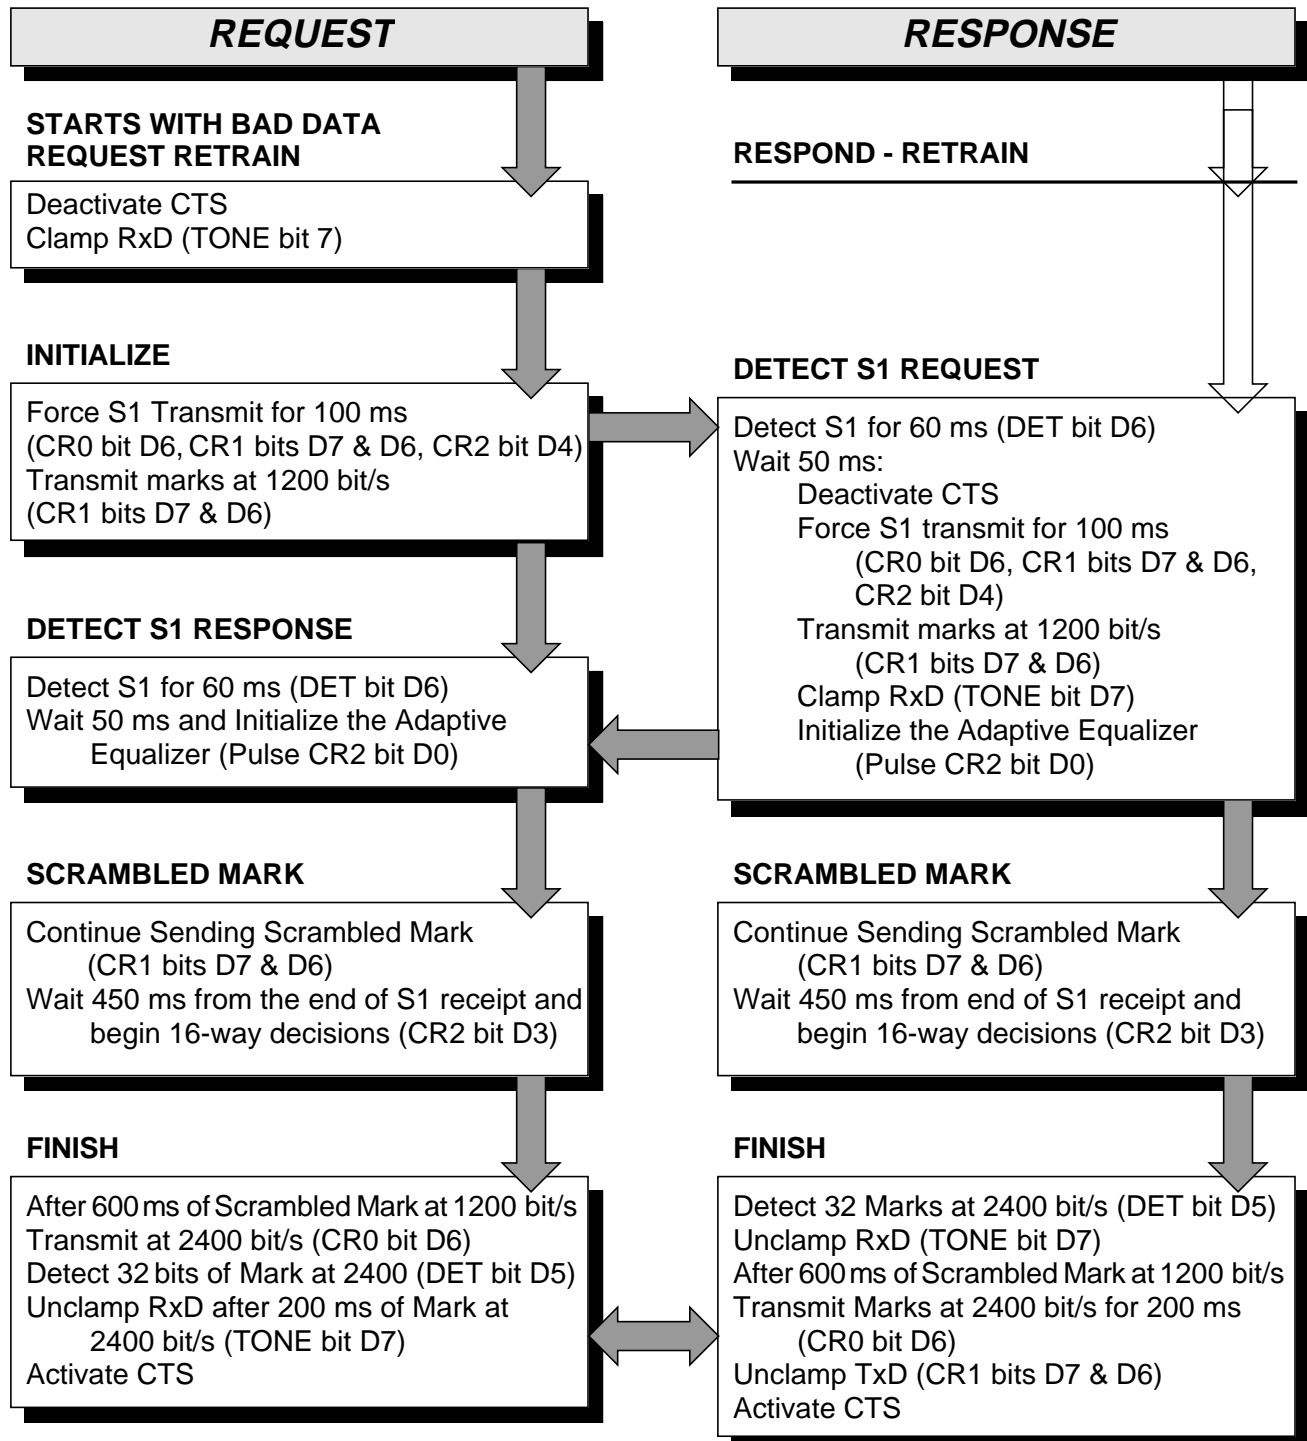 REQUEST
STARTS WITH BAD DATA
REQUEST RETRAIN
Deactivate CTS
Clamp RxD (TONE bit 7)
INITIALIZE
Force S1 Transmit for 100 ms
(CR0 bit D6, CR1 bits D7 & D6, CR2 bit D4)
Transmit marks at 1200 bit/s
(CR1 bits D7 & D6)
DETECT S1 RESPONSE
Detect S1 for 60 ms (DET bit D6)
Wait 50 ms and Initialize the Adaptive
Equalizer (Pulse CR2 bit D0)
SCRAMBLED MARK
Continue Sending Scrambled Mark
(CR1 bits D7 & D6)
Wait 450 ms from the end of S1 receipt and
begin 16-way decisions (CR2 bit D3)
FINISH
After 600 ms of Scrambled Mark at 1200 bit/s
Transmit at 2400 bit/s (CR0 bit D6)
Detect 32 bits of Mark at 2400 (DET bit D5)
Unclamp RxD after 200 ms of Mark at
2400 bit/s (TONE bit D7)
Activate CTS
RESPONSE
RESPOND - RETRAIN
DETECT S1 REQUEST
Detect S1 for 60 ms (DET bit D6)
Wait 50 ms:
Deactivate CTS
Force S1 transmit for 100 ms
(CR0 bit D6, CR1 bits D7 & D6,
CR2 bit D4)
Transmit marks at 1200 bit/s
(CR1 bits D7 & D6)
Clamp RxD (TONE bit D7)
Initialize the Adaptive Equalizer
(Pulse CR2 bit D0)
SCRAMBLED MARK
Continue Sending Scrambled Mark
(CR1 bits D7 & D6)
Wait 450 ms from end of S1 receipt and
begin 16-way decisions (CR2 bit D3)
FINISH
Detect 32 Marks at 2400 bit/s (DET bit D5)
Unclamp RxD (TONE bit D7)
After 600 ms of Scrambled Mark at 1200 bit/s
Transmit Marks at 2400 bit/s for 200 ms
(CR0 bit D6)
Unclamp TxD (CR1 bits D7 & D6)
Activate CTS